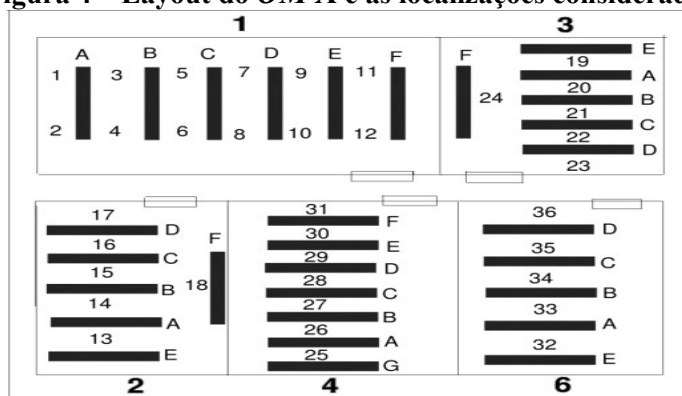 igura 4 – Layout do OM-X e as localizações considerad
1 3
A B C D E F
1 3 5 7 9 11
2 4 6 8 10 12
F 24
E
19
A
20
B
21
C
22
D
23
17
D
16
C
15
B
14
A
13
E
F
18
31
F
30
E
29
D
28
C
27
B
26
A
25
G
36
D
35
C
34
B
33
A
32
E
2 4 6